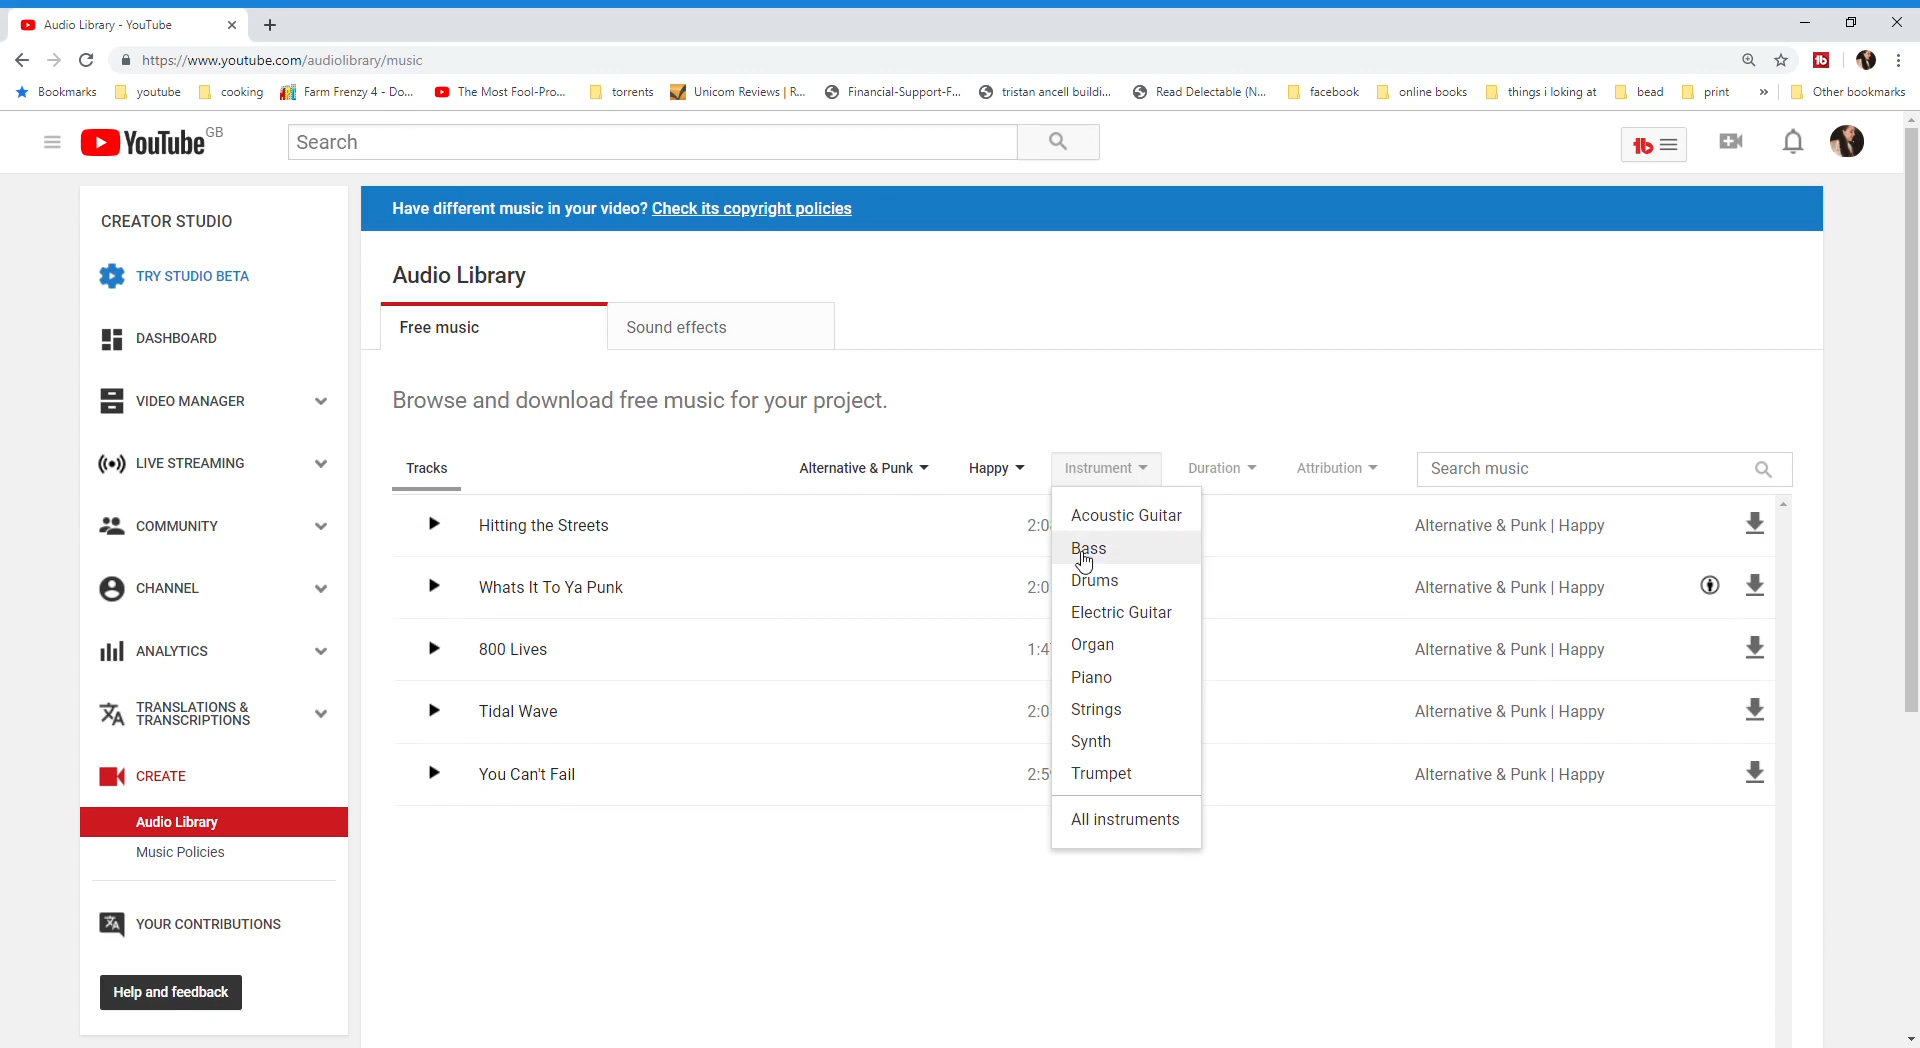 Audio Library - YouTube
https://www.youtube.com/audiolibrary/music
Bookmarks youtube cooking Farm Frenzy 4 - Do... The Most Fool-Pro... torrents Unicorn Reviews | R... Financial-Support-F... tristan ancell buildi... Read Delectable (N... facebook online books things i loking at bead print » Other bookmarks
YouTube GB
Search
CREATOR STUDIO
TRY STUDIO BETA
DASHBOARD
VIDEO MANAGER
LIVE STREAMING
COMMUNITY
CHANNEL
ANALYTICS
TRANSLATIONS &
TRANSCRIPTIONS
CREATE
Audio Library
Music Policies
YOUR CONTRIBUTIONS
Help and feedback
Have different music in your video? Check its copyright policies
Audio Library
Free music Sound effects
Browse and download free music for your project.
Tracks Alternative & Punk Happy Instrument Duration Attribution Search music
Hitting the Streets Alternative & Punk | Happy
Whats It To Ya Punk Alternative & Punk | Happy
800 Lives Alternative & Punk | Happy
Tidal Wave Alternative & Punk | Happy
You Can't Fail Alternative & Punk | Happy
Acoustic Guitar
Bass
Drums
Electric Guitar
Organ
Piano
Strings
Synth
Trumpet
All instruments